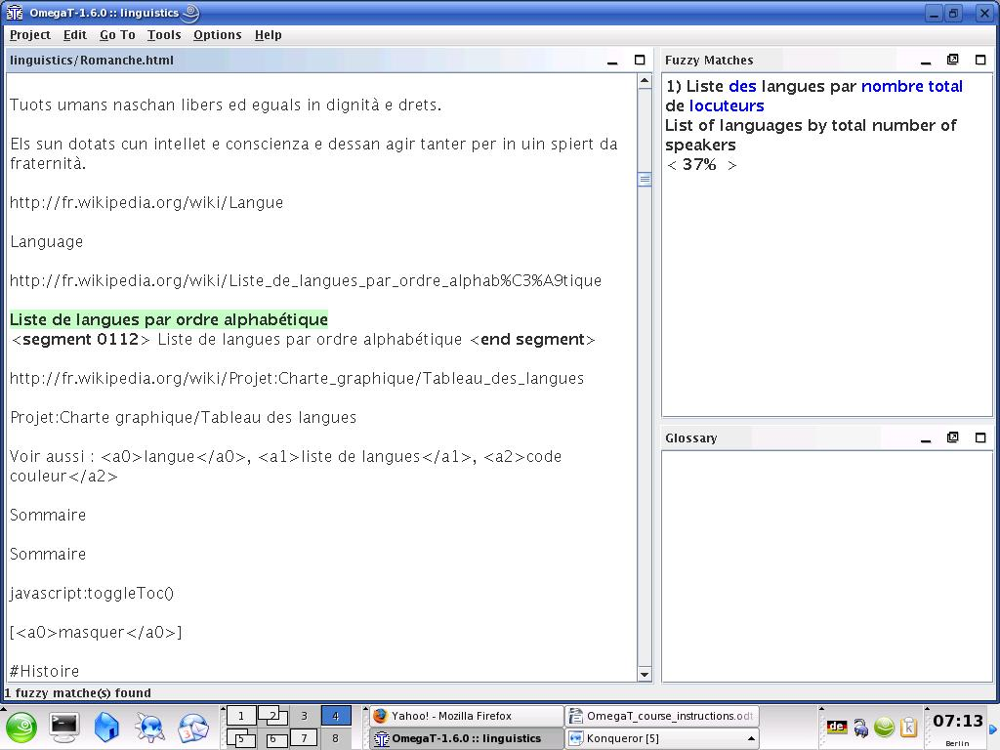 OmegaT-1.6.0 :: linguistics
Project Edit Go To Tools Options Help
linguistics/Romanche.html
Tuots umans naschan libers ed eguals in dignità e drets.
Els sun dotats cun intellet e conscienza e dessan agir tanter per in uin spiert da
fraternità.
http://fr.wikipedia.org/wiki/Langue
Language
http://fr.wikipedia.org/wiki/Liste_de_langues_par_ordre_alphab%C3%A9tique
Liste de langues par ordre alphabétique
<segment 0112> Liste de langues par ordre alphabétique <end segment>
http://fr.wikipedia.org/wiki/Projet:Charte_graphique/Tableau_des_langues
Projet:Charte graphique/Tableau des langues
Voir aussi : <a0>langue</a0>, <a1>liste de langues</a1>, <a2>code
couleur</a2>
Sommaire
Sommaire
javascript:toggleToc()
[<a0>masquer</a0>]
#Histoire
1 fuzzy matche(s) found
Fuzzy Matches
1) Liste des langues par nombre total
de locuteurs
List of languages by total number of
speakers
< 37% >
Glossary
1 2 3 4
5 6 7 8
Yahoo! - Mozilla Firefox
OmegaT_course_instructions.odt
OmegaT-1.6.0 :: linguistics
Konqueror [5]
de
07:13
Berlin